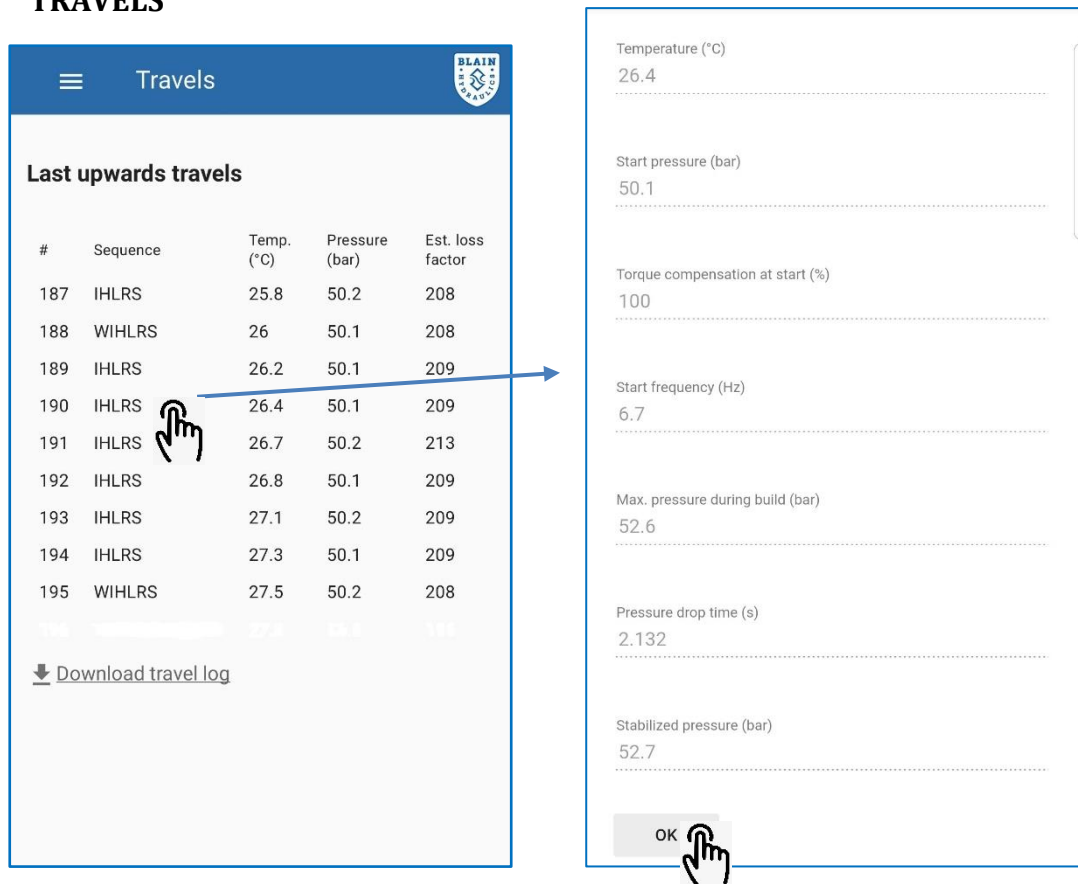 TRAVELS
Travels
BLAIN
HYDRAULICS
Last upwards travels
# Sequence Temp. (°C) Pressure (bar) Est. loss factor
187 IHLRS 25.8 50.2 208
188 WIHLRS 26 50.1 208
189 IHLRS 26.2 50.1 209
190 IHLRS 26.4 50.1 209
191 IHLRS 26.7 50.2 213
192 IHLRS 26.8 50.1 209
193 IHLRS 27.1 50.2 209
194 IHLRS 27.3 50.1 209
195 WIHLRS 27.5 50.2 208
Download travel log
Temperature (°C)
26.4
Start pressure (bar)
50.1
Torque compensation at start (%)
100
Start frequency (Hz)
6.7
Max. pressure during build (bar)
52.6
Pressure drop time (s)
2.132
Stabilized pressure (bar)
52.7
OK